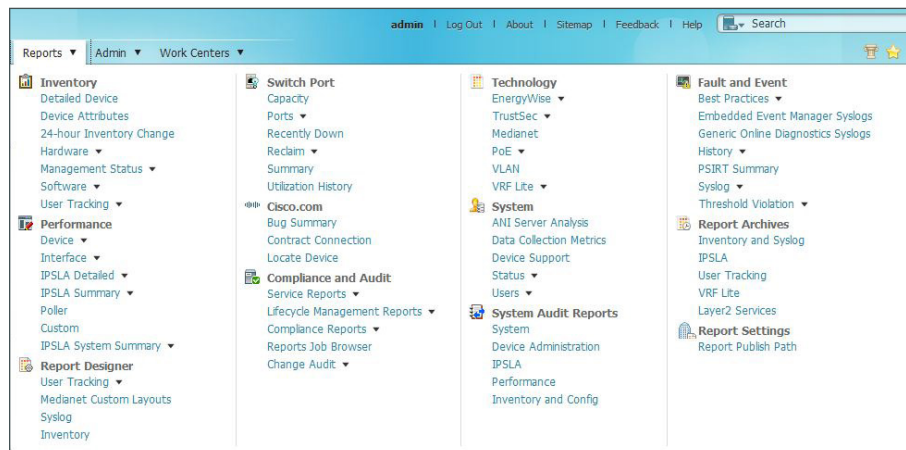 admin | Log Out | About | Sitemap | Feedback | Help Search
Reports ▼ Admin ▼ Work Centers ▼
Inventory
Detailed Device
Device Attributes
24-hour Inventory Change
Hardware ▼
Management Status ▼
Software ▼
User Tracking ▼
Performance
Device ▼
Interface ▼
IPSLA Detailed ▼
IPSLA Summary ▼
Poller
Custom
IPSLA System Summary ▼
Report Designer
User Tracking ▼
Medianet Custom Layouts
Syslog
Inventory
Switch Port
Capacity
Ports ▼
Recently Down
Reclaim ▼
Summary
Utilization History
Cisco.com
Bug Summary
Contract Connection
Locate Device
Compliance and Audit
Service Reports ▼
Lifecycle Management Reports ▼
Compliance Reports ▼
Reports Job Browser
Change Audit ▼
Technology
EnergyWise ▼
TrustSec ▼
Medianet
PoE ▼
VLAN
VRF Lite ▼
System
ANI Server Analysis
Data Collection Metrics
Device Support
Status ▼
Users ▼
System Audit Reports
System
Device Administration
IPSLA
Performance
Inventory and Config
Fault and Event
Best Practices ▼
Embedded Event Manager Syslogs
Generic Online Diagnostics Syslogs
History ▼
PSIRT Summary
Syslog ▼
Threshold Violation ▼
Report Archives
Inventory and Syslog
IPSLA
User Tracking
VRF Lite
Layer2 Services
Report Settings
Report Publish Path